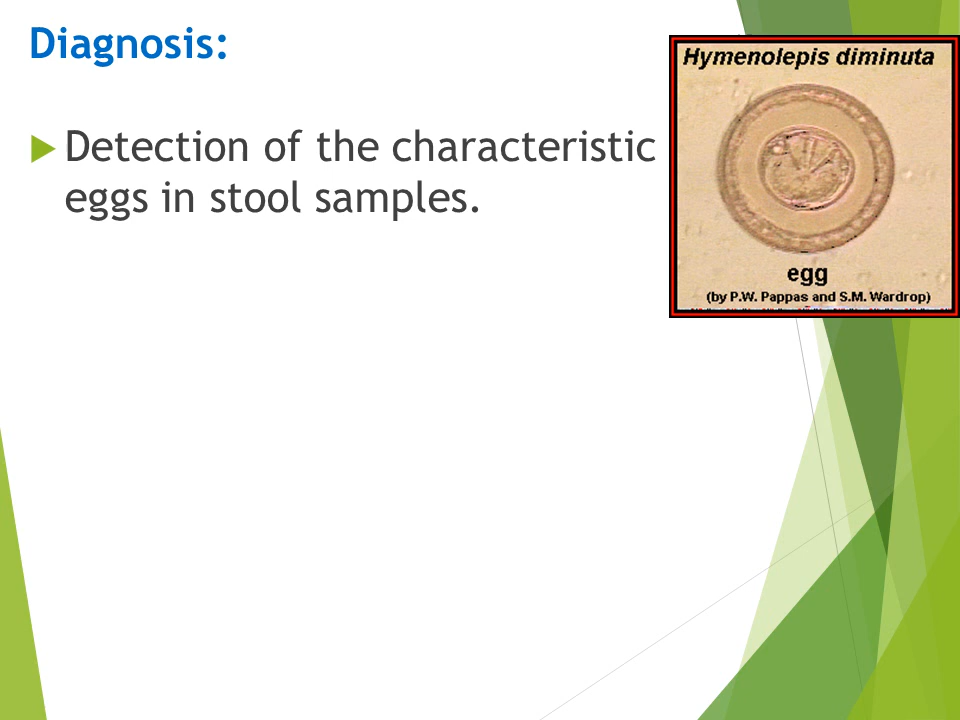 Diagnosis:
Detection of the characteristic
eggs in stool samples.
Hymenolepis diminuta
egg
(by P.W. Pappas and S.M. Wardrop)